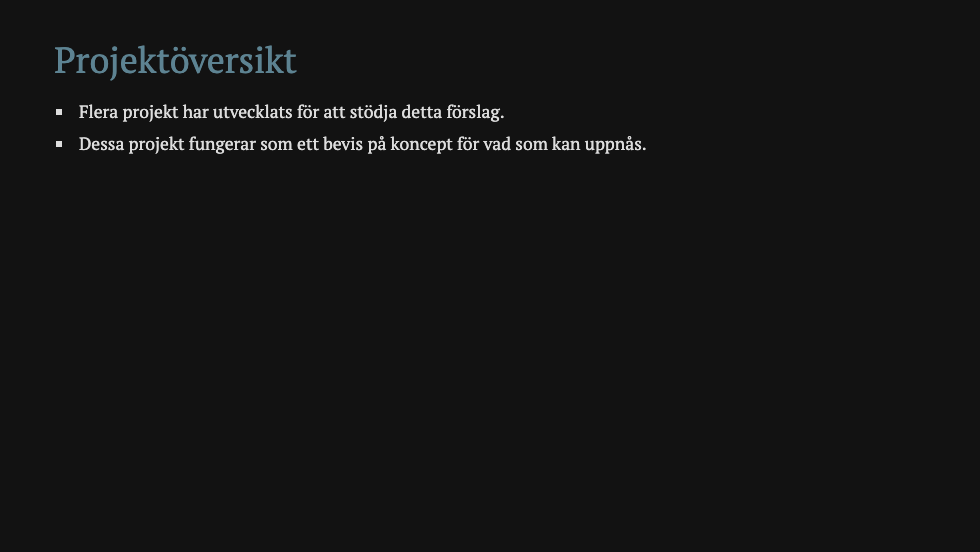 Projektöversikt
Flera projekt har utvecklats för att stödja detta förslag.
Dessa projekt fungerar som ett bevis på koncept för vad som kan uppnås.